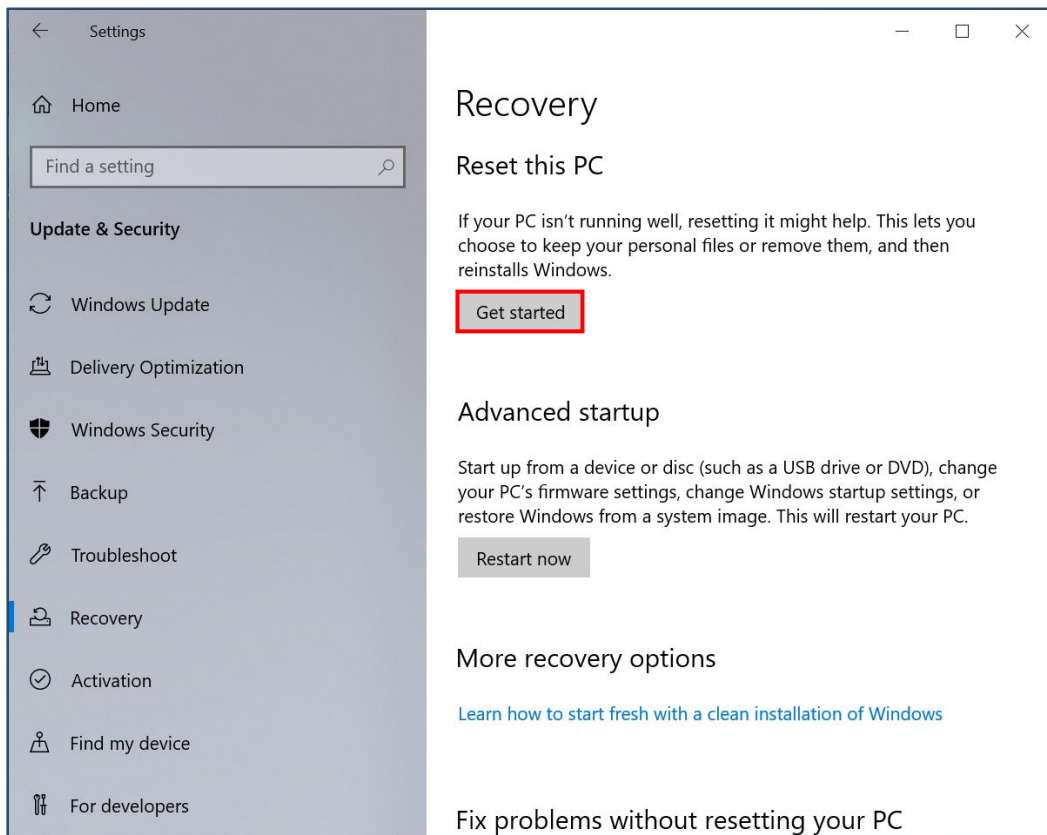 Settings
Home
Find a setting
Update & Security
Windows Update
Delivery Optimization
Windows Security
Backup
Troubleshoot
Recovery
Activation
Find my device
For developers
Recovery
Reset this PC
If your PC isn’t running well, resetting it might help. This lets you
choose to keep your personal files or remove them, and then
reinstalls Windows.
Get started
Advanced startup
Start up from a device or disc (such as a USB drive or DVD), change
your PC’s firmware settings, change Windows startup settings, or
restore Windows from a system image. This will restart your PC.
Restart now
More recovery options
Learn how to start fresh with a clean installation of Windows
Fix problems without resetting your PC